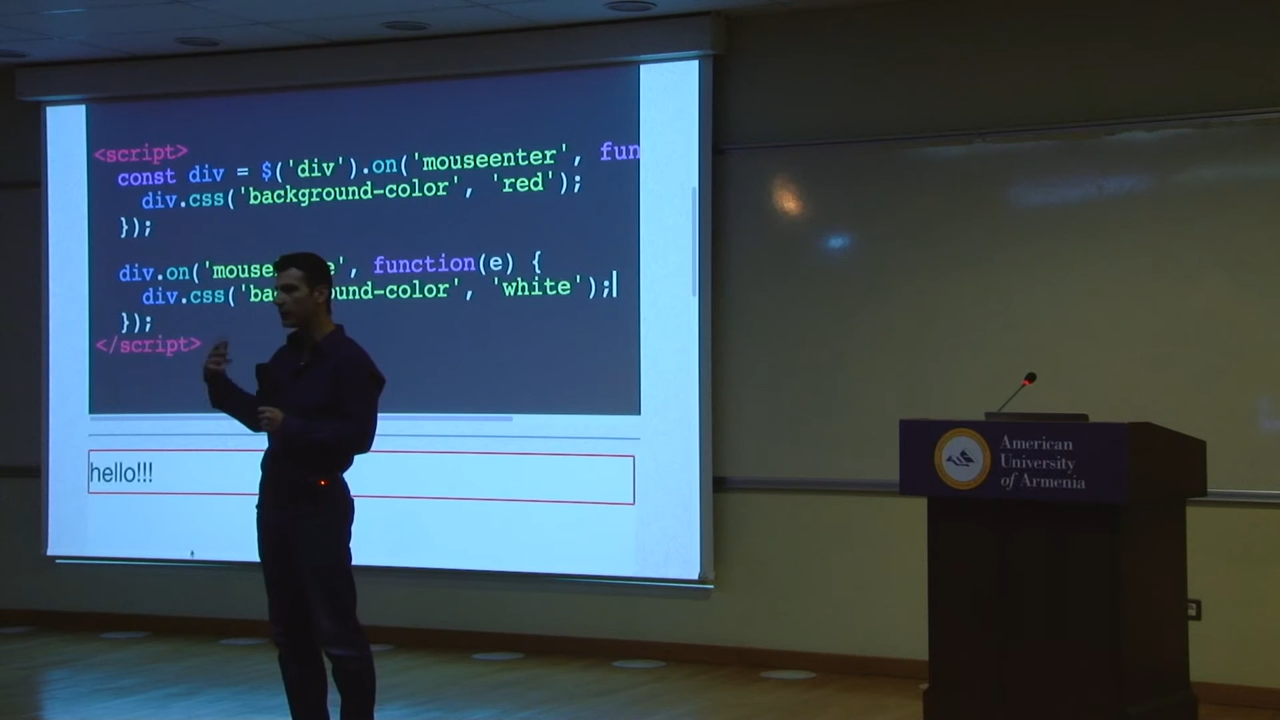 <script>
const div = $('div').on('mouseenter', fun
div.css('background-color', 'red');
});
div.on('mouse e', function(e) {
div.css('ba ound-color', 'white');
});
</script>
hello!!!
American
University
of Armenia